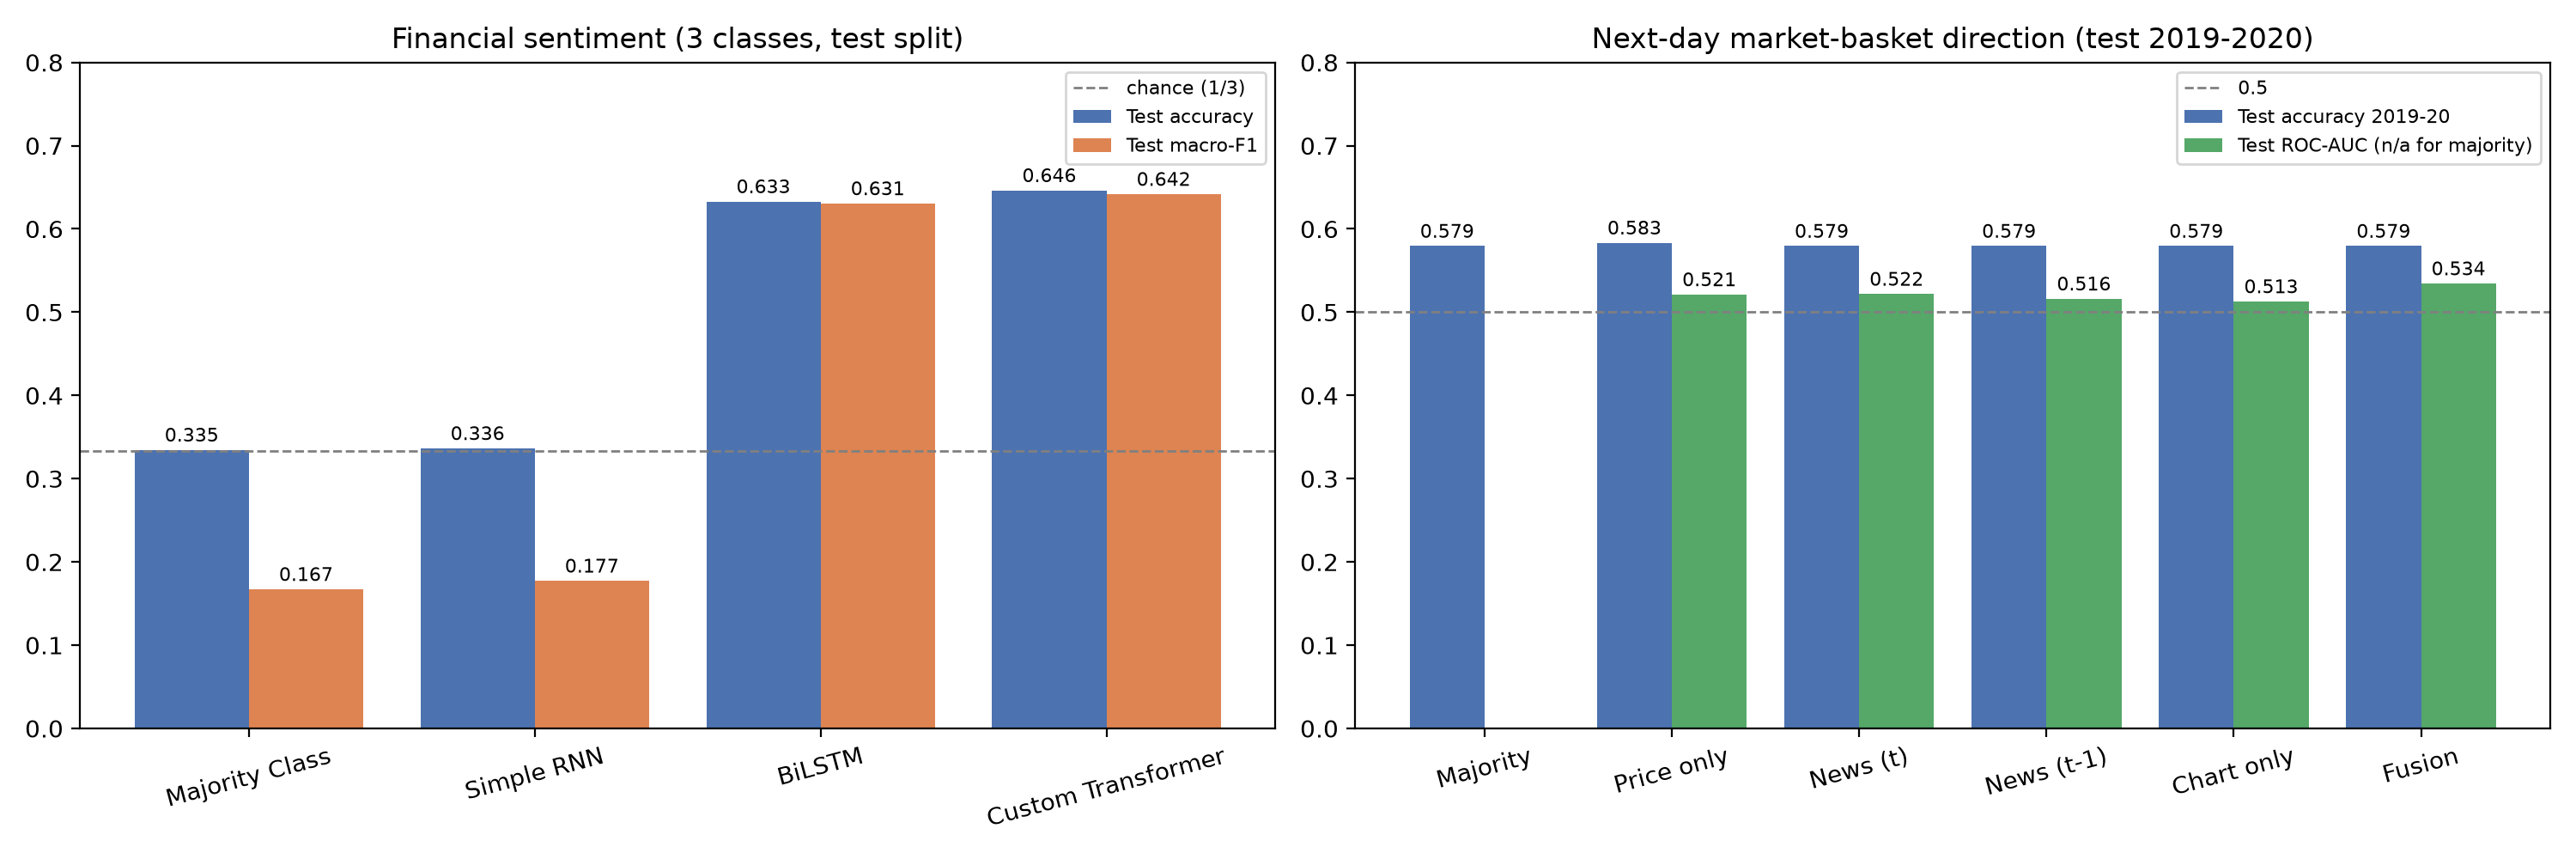 Financial sentiment (3 classes, test split)
0.8
0.7
0.6
0.5
0.4
0.3
0.2
0.1
0.0
chance (1/3)
Test accuracy
Test macro-F1
0.335
0.167
0.336
0.177
0.633
0.631
0.646
0.642
Majority Class
Simple RNN
BiLSTM
Custom Transformer
Next-day market-basket direction (test 2019-2020)
0.8
0.7
0.6
0.5
0.4
0.3
0.2
0.1
0.0
0.5
Test accuracy 2019-20
Test ROC-AUC (n/a for majority)
0.579
0.583
0.521
0.579
0.522
0.579
0.516
0.579
0.513
0.579
0.534
Majority
Price only
News (t)
News (t-1)
Chart only
Fusion